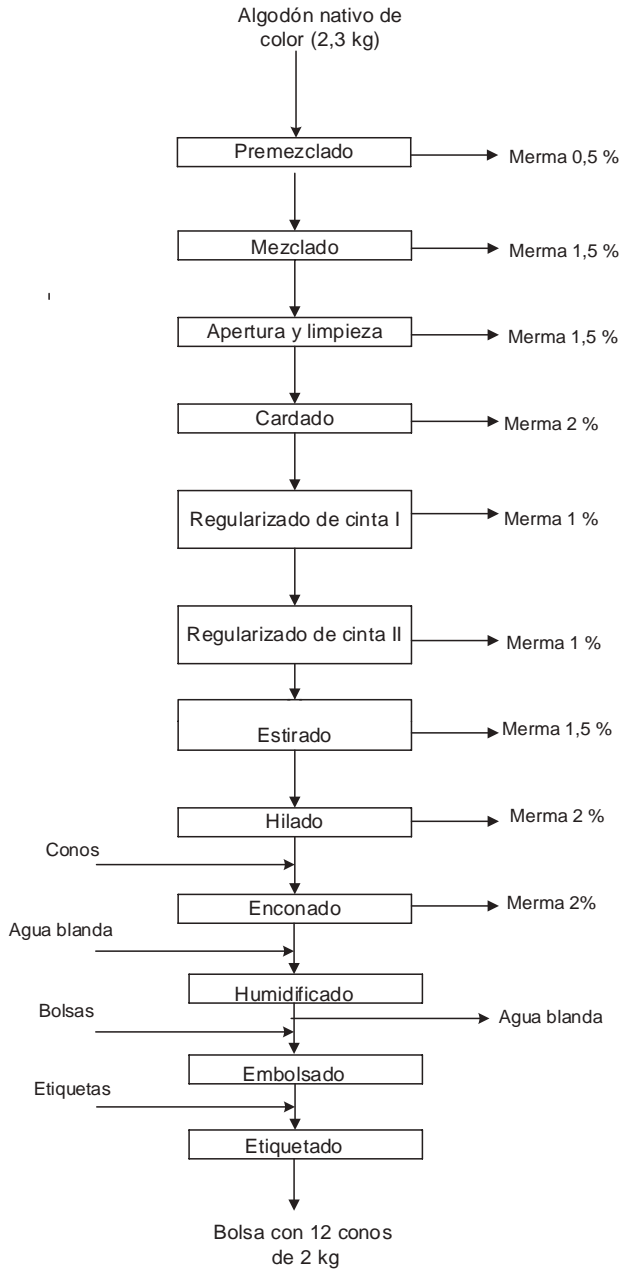 Algodón nativo de
color (2,3 kg)
Premezclado
Merma 0,5 %
Mezclado
Merma 1,5 %
Apertura y limpieza
Merma 1,5 %
Cardado
Merma 2 %
Regularizado de cinta I
Merma 1 %
Regularizado de cinta II
Merma 1 %
Estirado
Merma 1,5 %
Hilado
Merma 2 %
Conos
Enconado
Merma 2%
Agua blanda
Humidificado
Bolsas
Agua blanda
Embolsado
Etiquetas
Etiquetado
Bolsa con 12 conos
de 2 kg